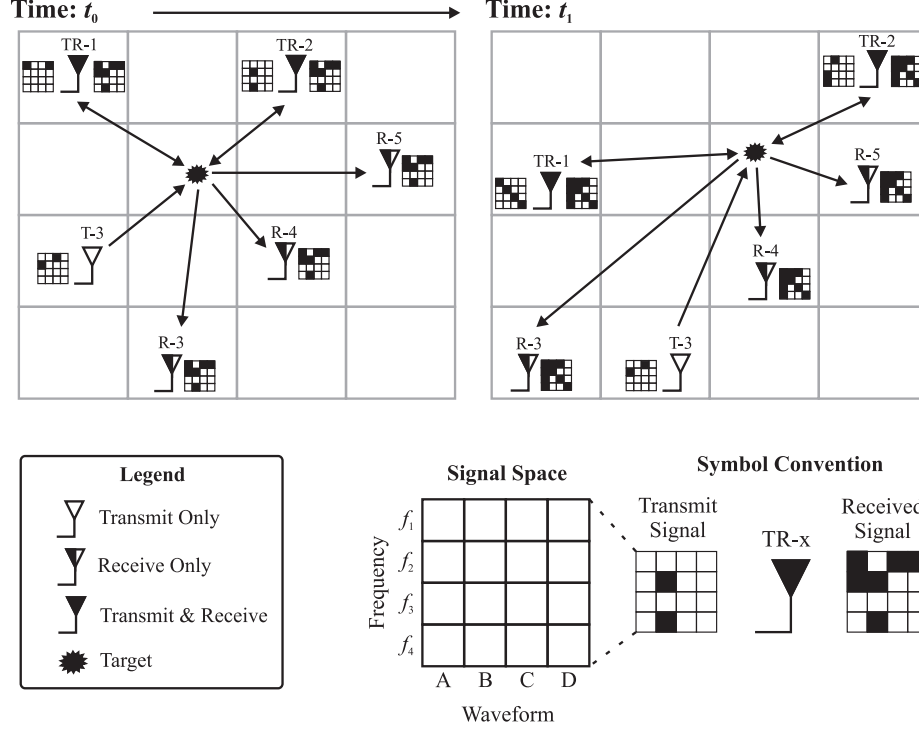 Time: t0
Time: t1
TR-1
TR-2
R-5
T-3
R-4
R-3
TR-2
TR-1
R-5
R-4
R-3
T-3
Legend
Transmit Only
Receive Only
Transmit & Receive
Target
Signal Space
Frequency
f1
f2
f3
f4
A B C D
Waveform
Symbol Convention
Transmit
Signal
TR-x
Received
Signal